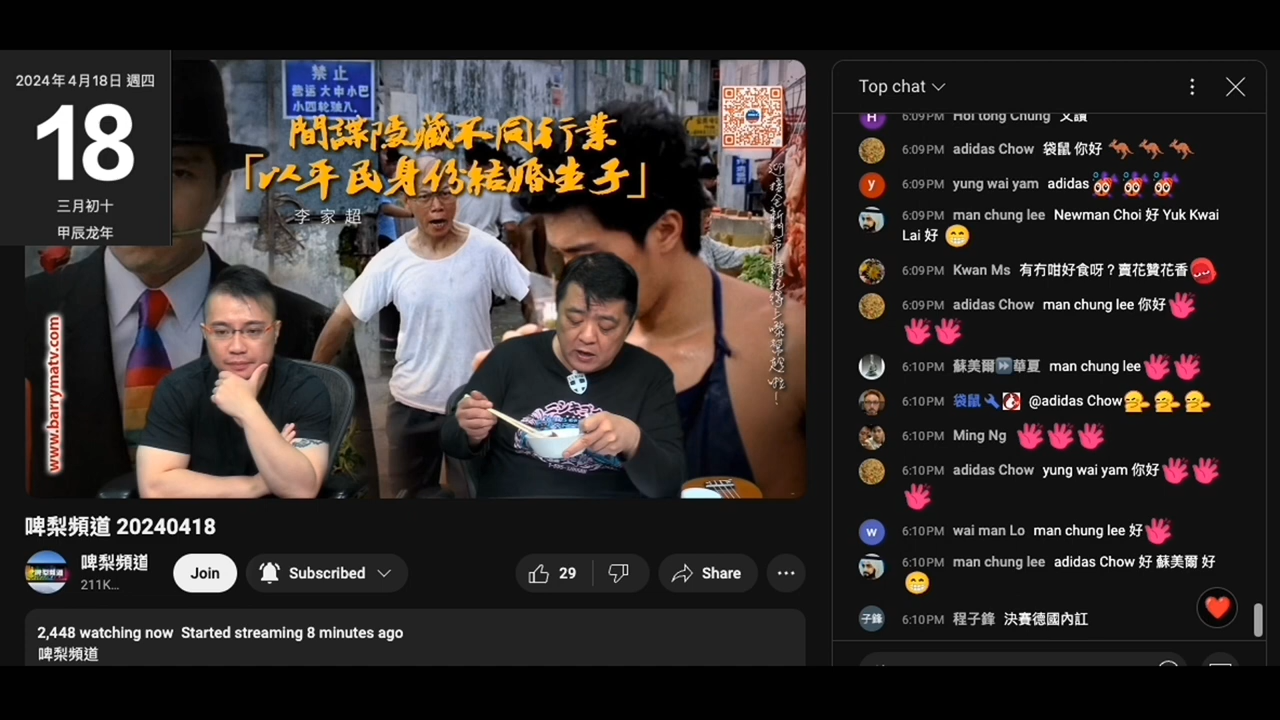 2024年4月18日 週四
18
三月初十
甲辰龙年
禁止
營运大中小巴
小四轮驶入
間諜隱藏不同行業
「以平民身份結婚生子」
李家超
www.barrymatv.com
啤梨頻道 20240418
啤梨頻道
211K...
Join
Subscribed
29
Share
2,448 watching now Started streaming 8 minutes ago
啤梨頻道
Top chat
H 6:09PM Hoi tong Chung 文讀
6:09PM adidas Chow 袋鼠 你好 🦘🦘🦘
y 6:09PM yung wai yam adidas
6:09PM man chung lee Newman Choi 好 Yuk Kwai
Lai 好 😁
6:09PM Kwan Ms 有冇咁好食呀？賣花贊花香
6:09PM adidas Chow man chung lee 你好
6:10PM 蘇美爾⏩華夏 man chung lee
6:10PM 袋鼠🔧 @adidas Chow
6:10PM Ming Ng
6:10PM adidas Chow yung wai yam 你好
w 6:10PM wai man Lo man chung lee 好
6:10PM man chung lee adidas Chow 好 蘇美爾 好
😁
子鋒 6:10PM 程子鋒 決賽德國內訌